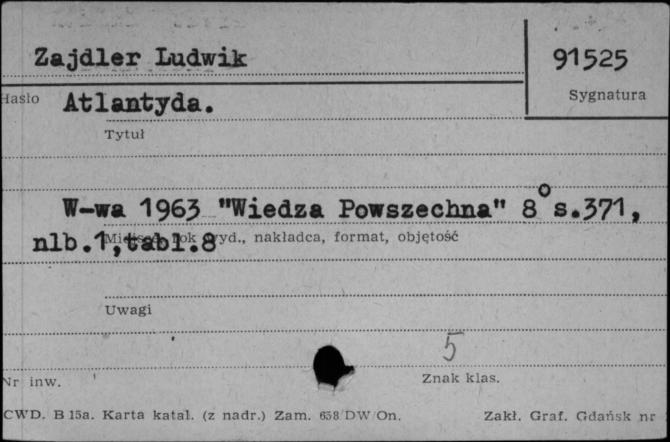 Zajdler Ludwik
91525
Hasło
Sygnatura
Atlantyda.
Tytuł
W-wa 1963 "Wiedza Powszechna" 8° s.371,
nlb.1, tabl.8
Miejsce, rok wyd., nakładca, format, objętość
Uwagi
5
Nr inw.
Znak klas.
CWD. B 15a. Karta katal. (z nadr.) Zam. 658/DW/On.
Zakł. Graf. Gdańsk nr